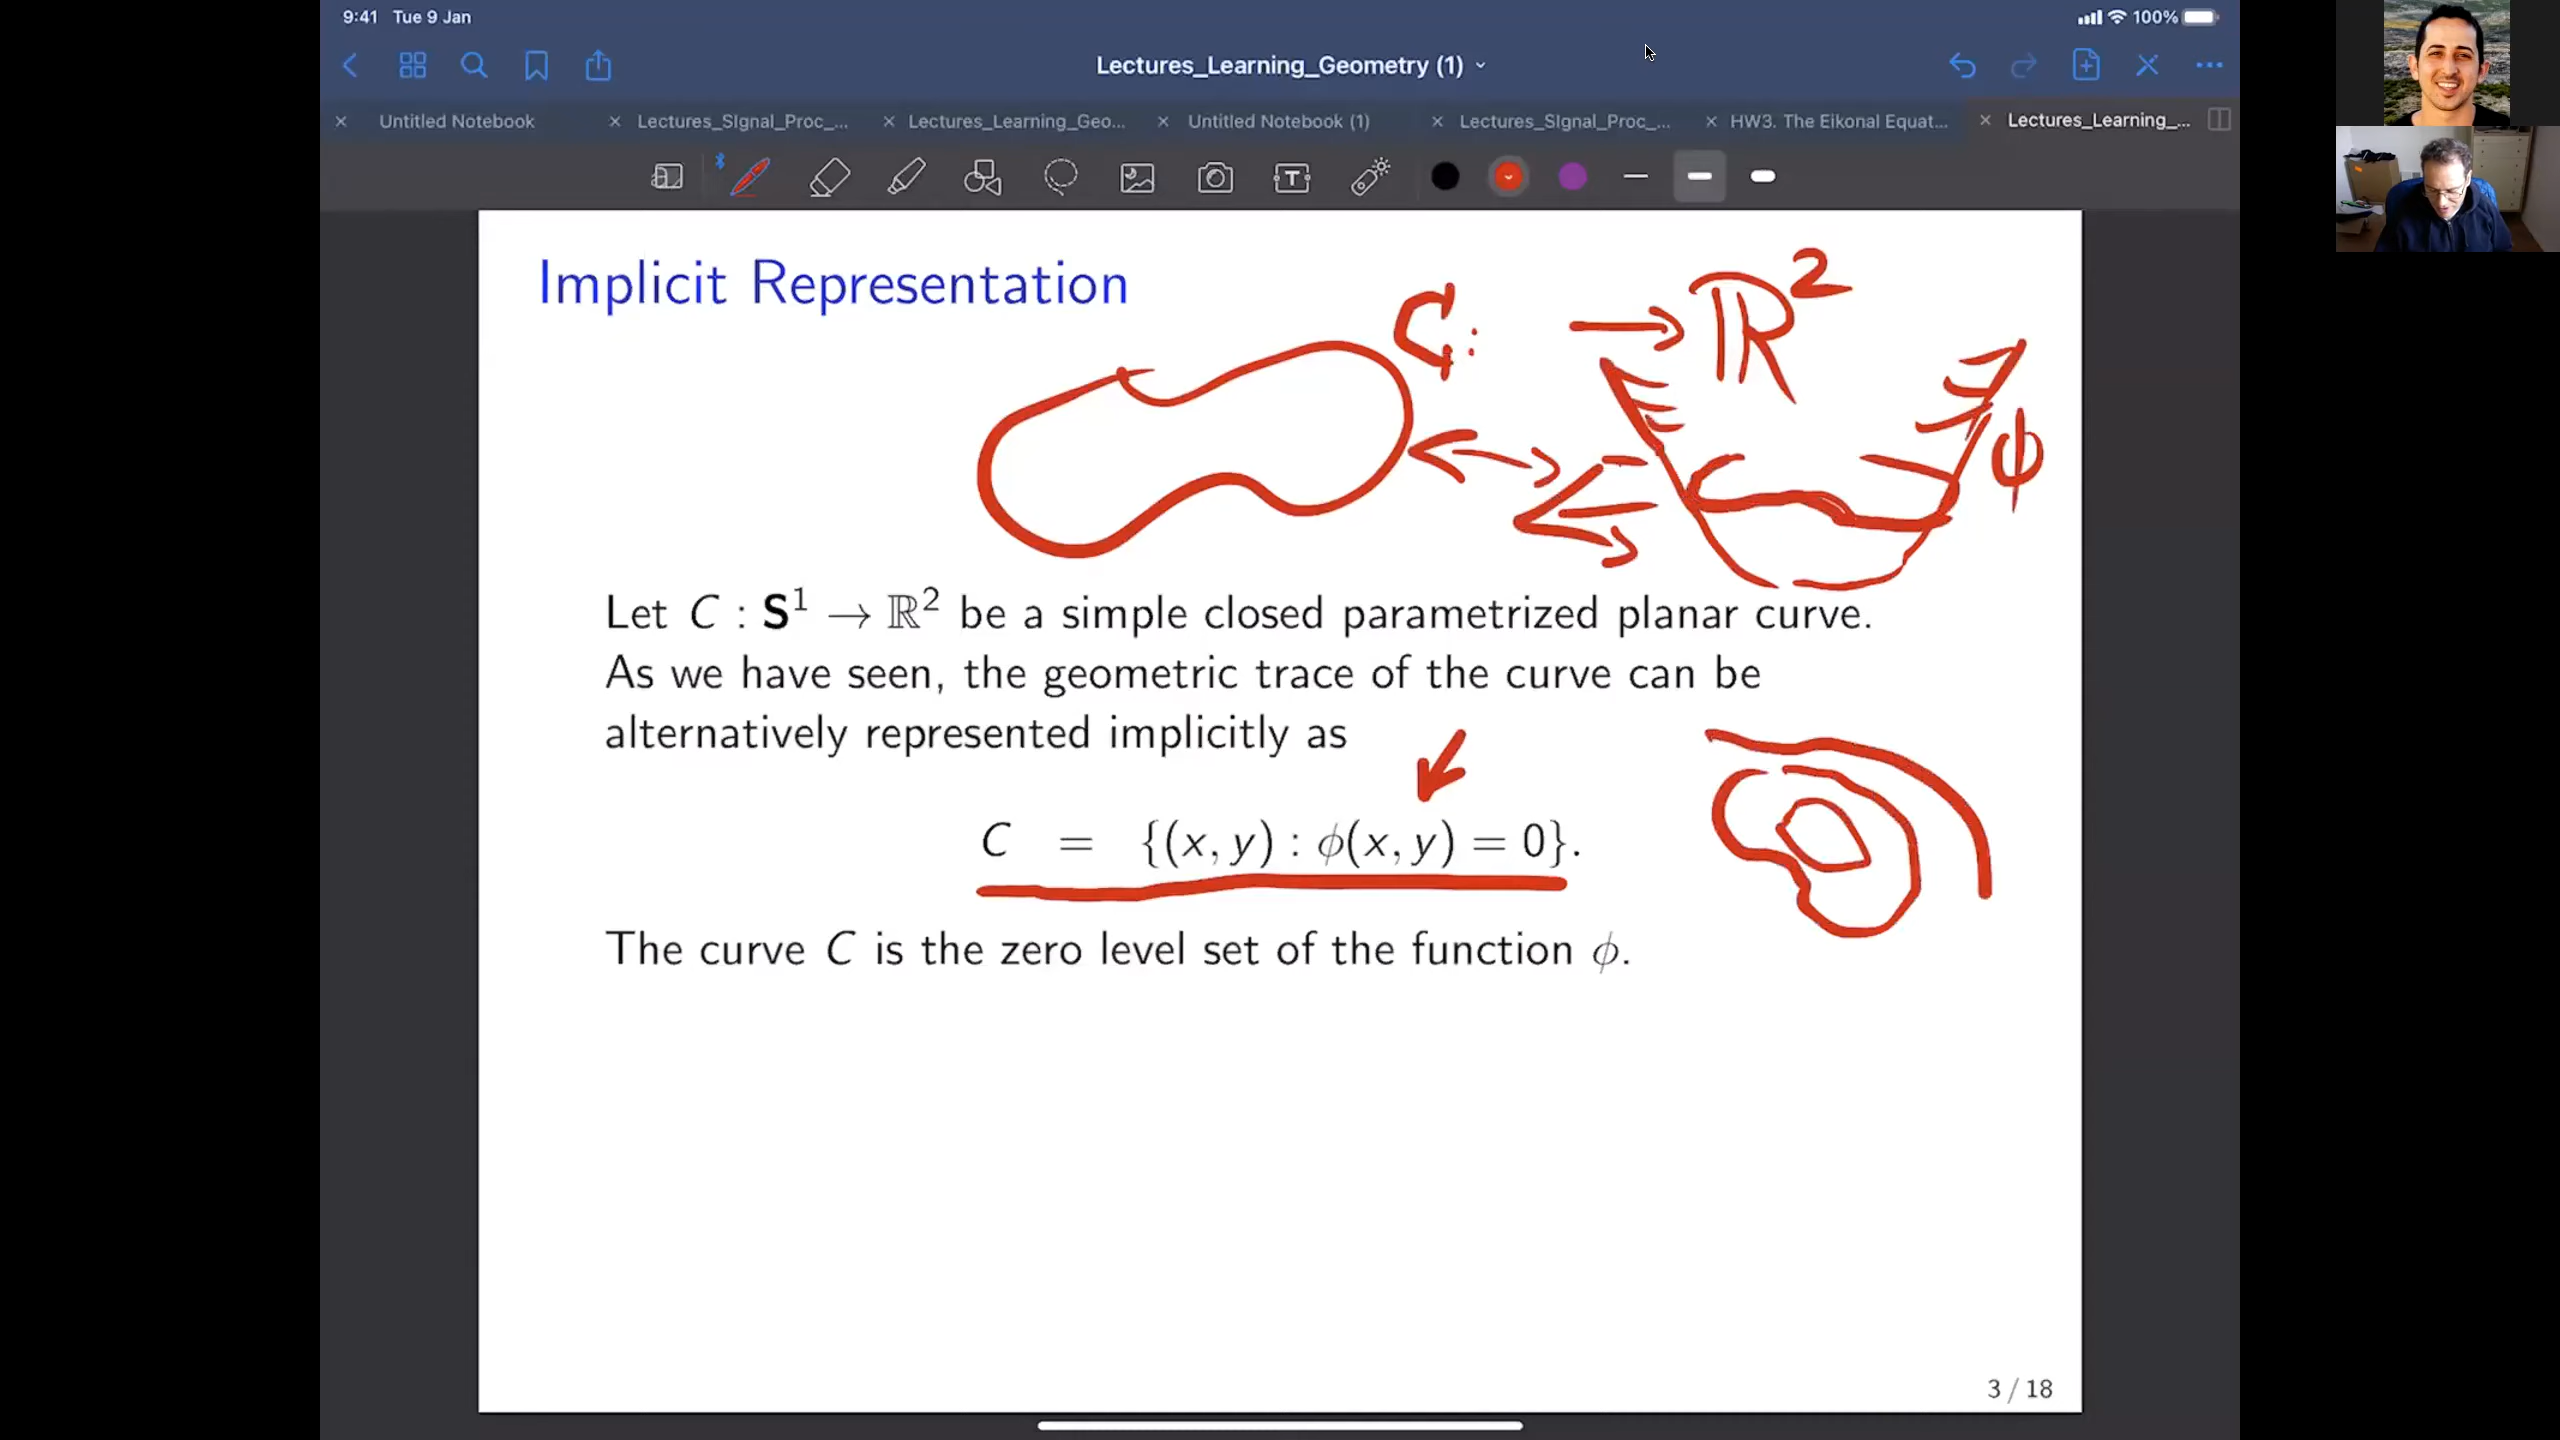 9:41 Tue 9 Jan 100%
Lectures_Learning_Geometry (1)
Untitled Notebook Lectures_SIgnal_Proc_... Lectures_Learning_Geo... Untitled Notebook (1) Lectures_SIgnal_Proc_... HW3. The Eikonal Equat... Lectures_Learning_...
Implicit Representation
C: → ℝ²
ϕ
Let C : S¹ → ℝ² be a simple closed parametrized planar curve.
As we have seen, the geometric trace of the curve can be
alternatively represented implicitly as
C = {(x, y) : ϕ(x, y) = 0}.
The curve C is the zero level set of the function ϕ.
3 / 18